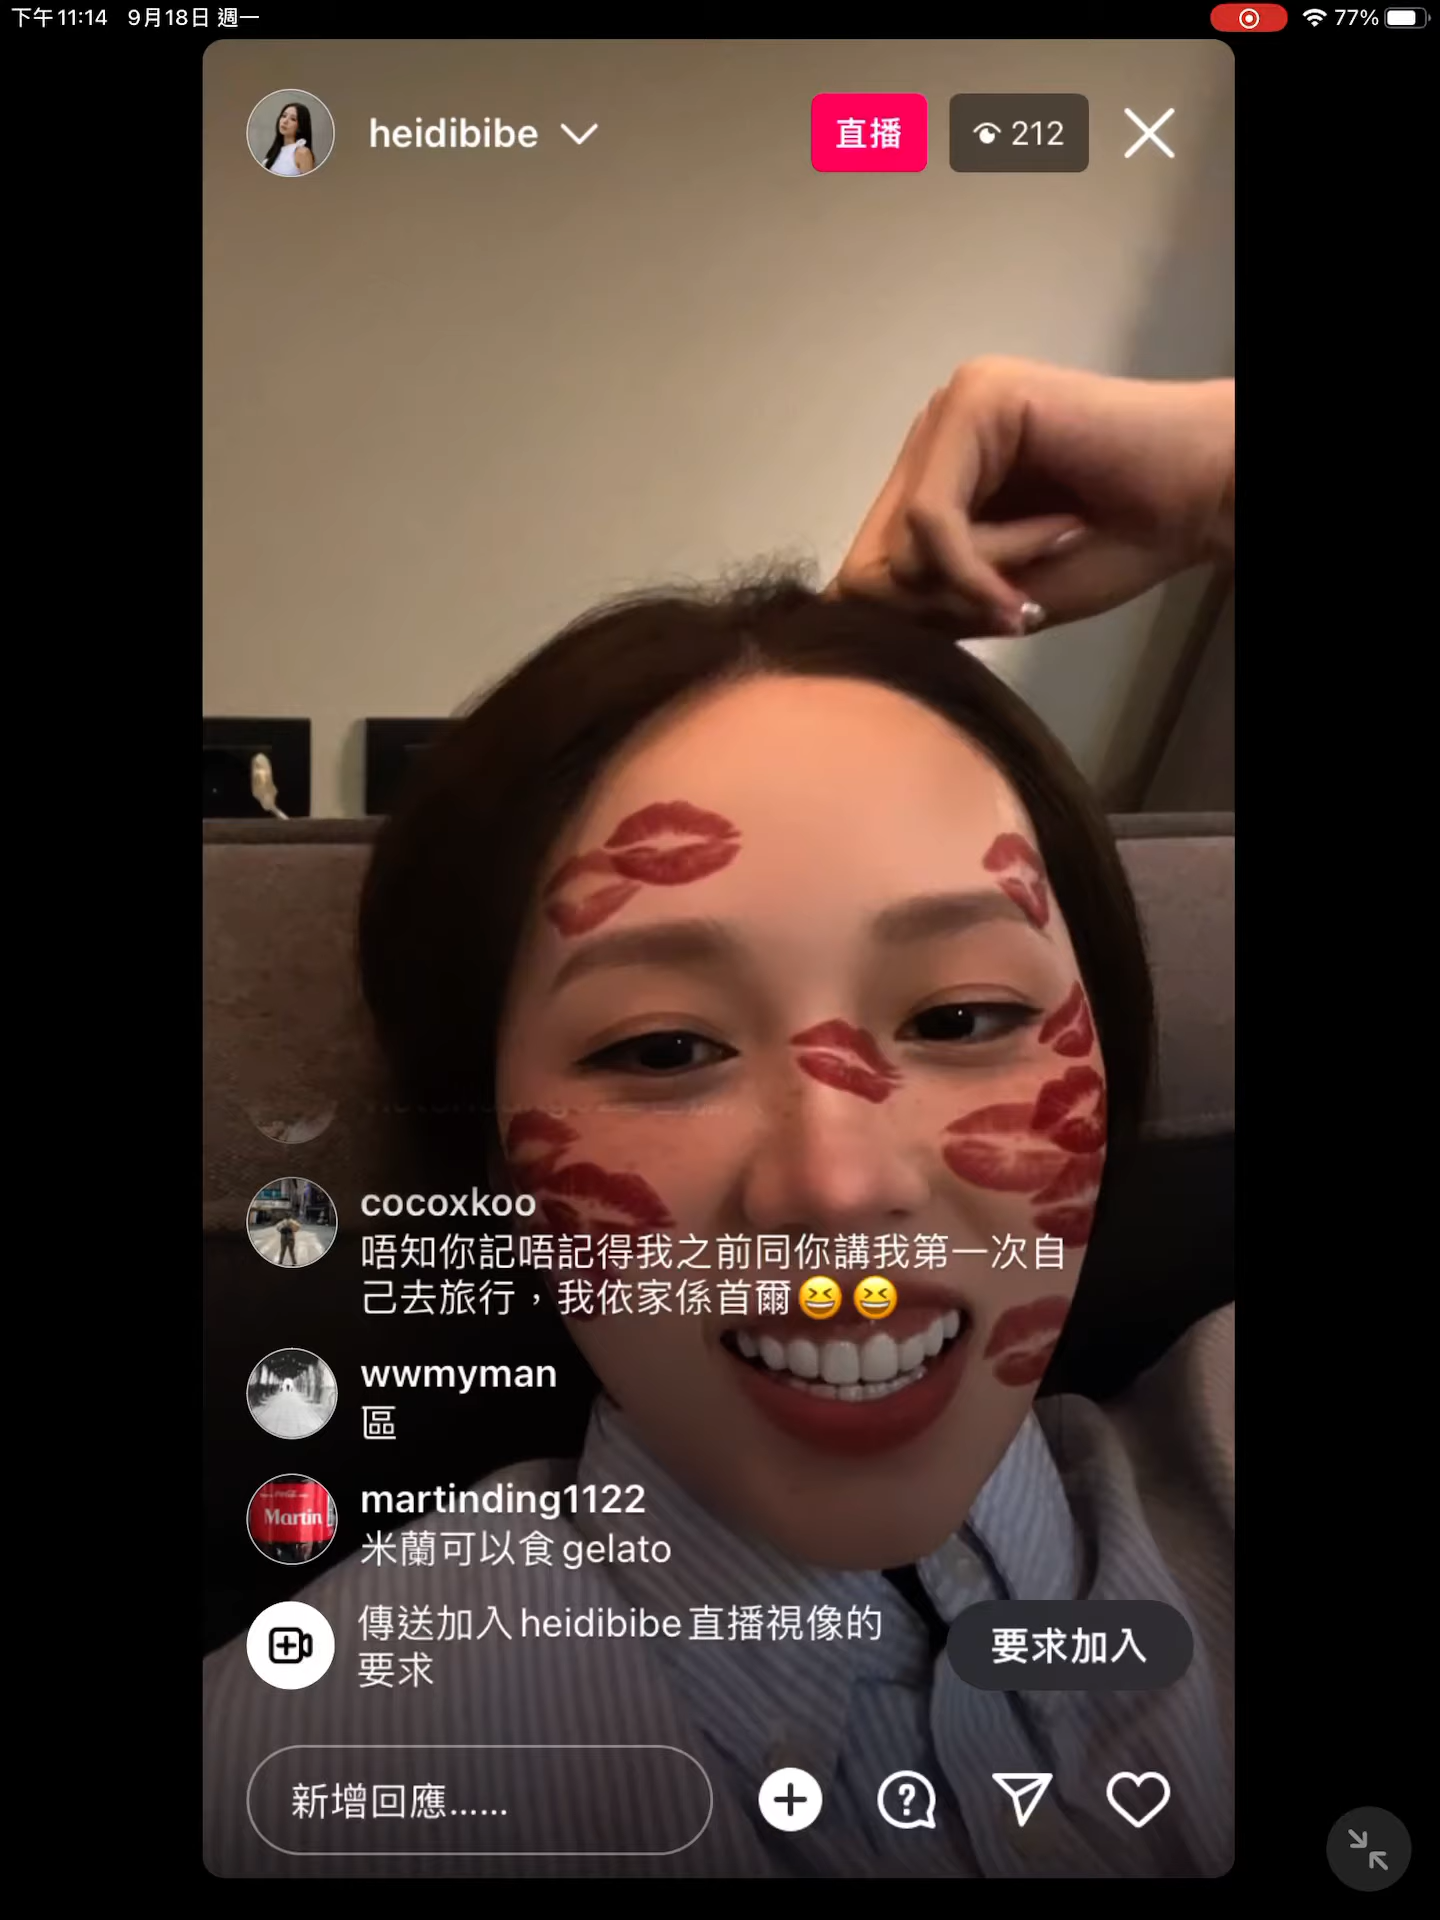 下午11:14 9月18日 週一
77%
heidibibe
直播
212
cocoxkoo
唔知你記唔記得我之前同你講我第一次自
己去旅行，我依家係首爾😆😆
wwmyman
區
martinding1122
Martin
米蘭可以食gelato
傳送加入heidibibe直播視像的
要求
要求加入
新增回應......